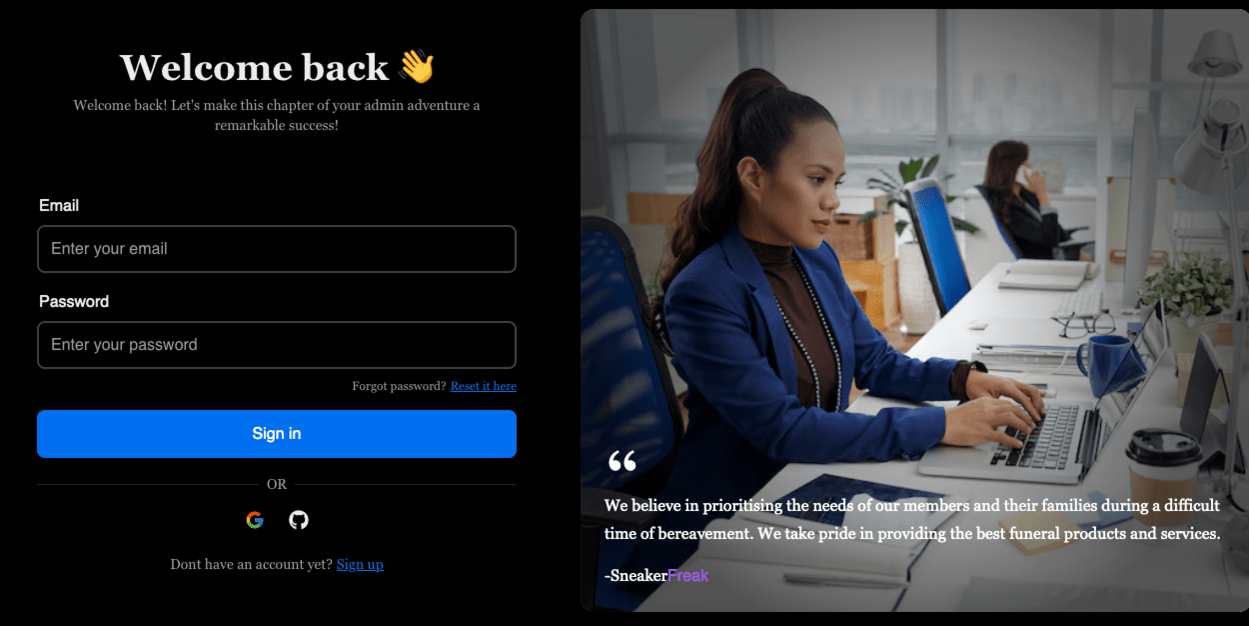 Welcome back 👋
Welcome back! Let's make this chapter of your admin adventure a
remarkable success!
Email
Enter your email
Password
Enter your password
Forgot password? Reset it here
Sign in
OR
Dont have an account yet? Sign up
“
We believe in prioritising the needs of our members and their families during a difficult
time of bereavement. We take pride in providing the best funeral products and services.
-SneakerFreak